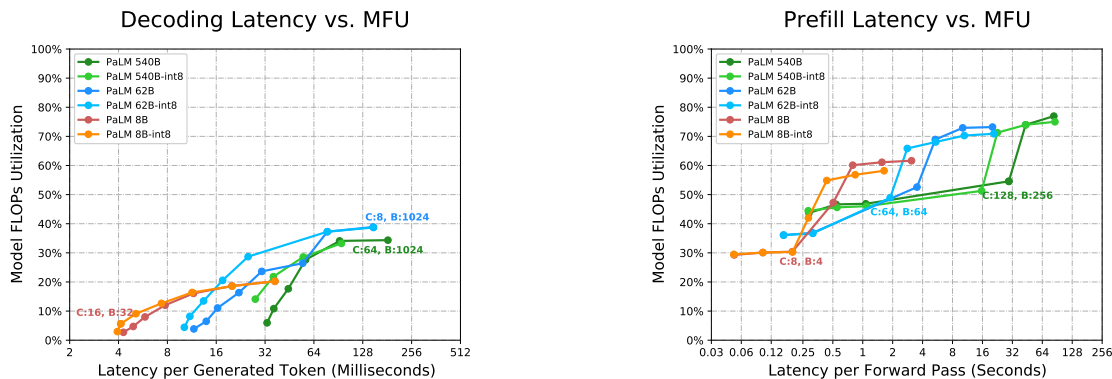 Decoding Latency vs. MFU
100%
90%
80%
70%
60%
50%
40%
30%
20%
10%
0%
Model FLOPs Utilization
PaLM 540B
PaLM 540B-int8
PaLM 62B
PaLM 62B-int8
PaLM 8B
PaLM 8B-int8
C:8, B:1024
C:64, B:1024
C:16, B:32
2 4 8 16 32 64 128 256 512
Latency per Generated Token (Milliseconds)
Prefill Latency vs. MFU
100%
90%
80%
70%
60%
50%
40%
30%
20%
10%
0%
Model FLOPs Utilization
PaLM 540B
PaLM 540B-int8
PaLM 62B
PaLM 62B-int8
PaLM 8B
PaLM 8B-int8
C:128, B:256
C:64, B:64
C:8, B:4
0.03 0.06 0.12 0.25 0.5 1 2 4 8 16 32 64 128 256
Latency per Forward Pass (Seconds)